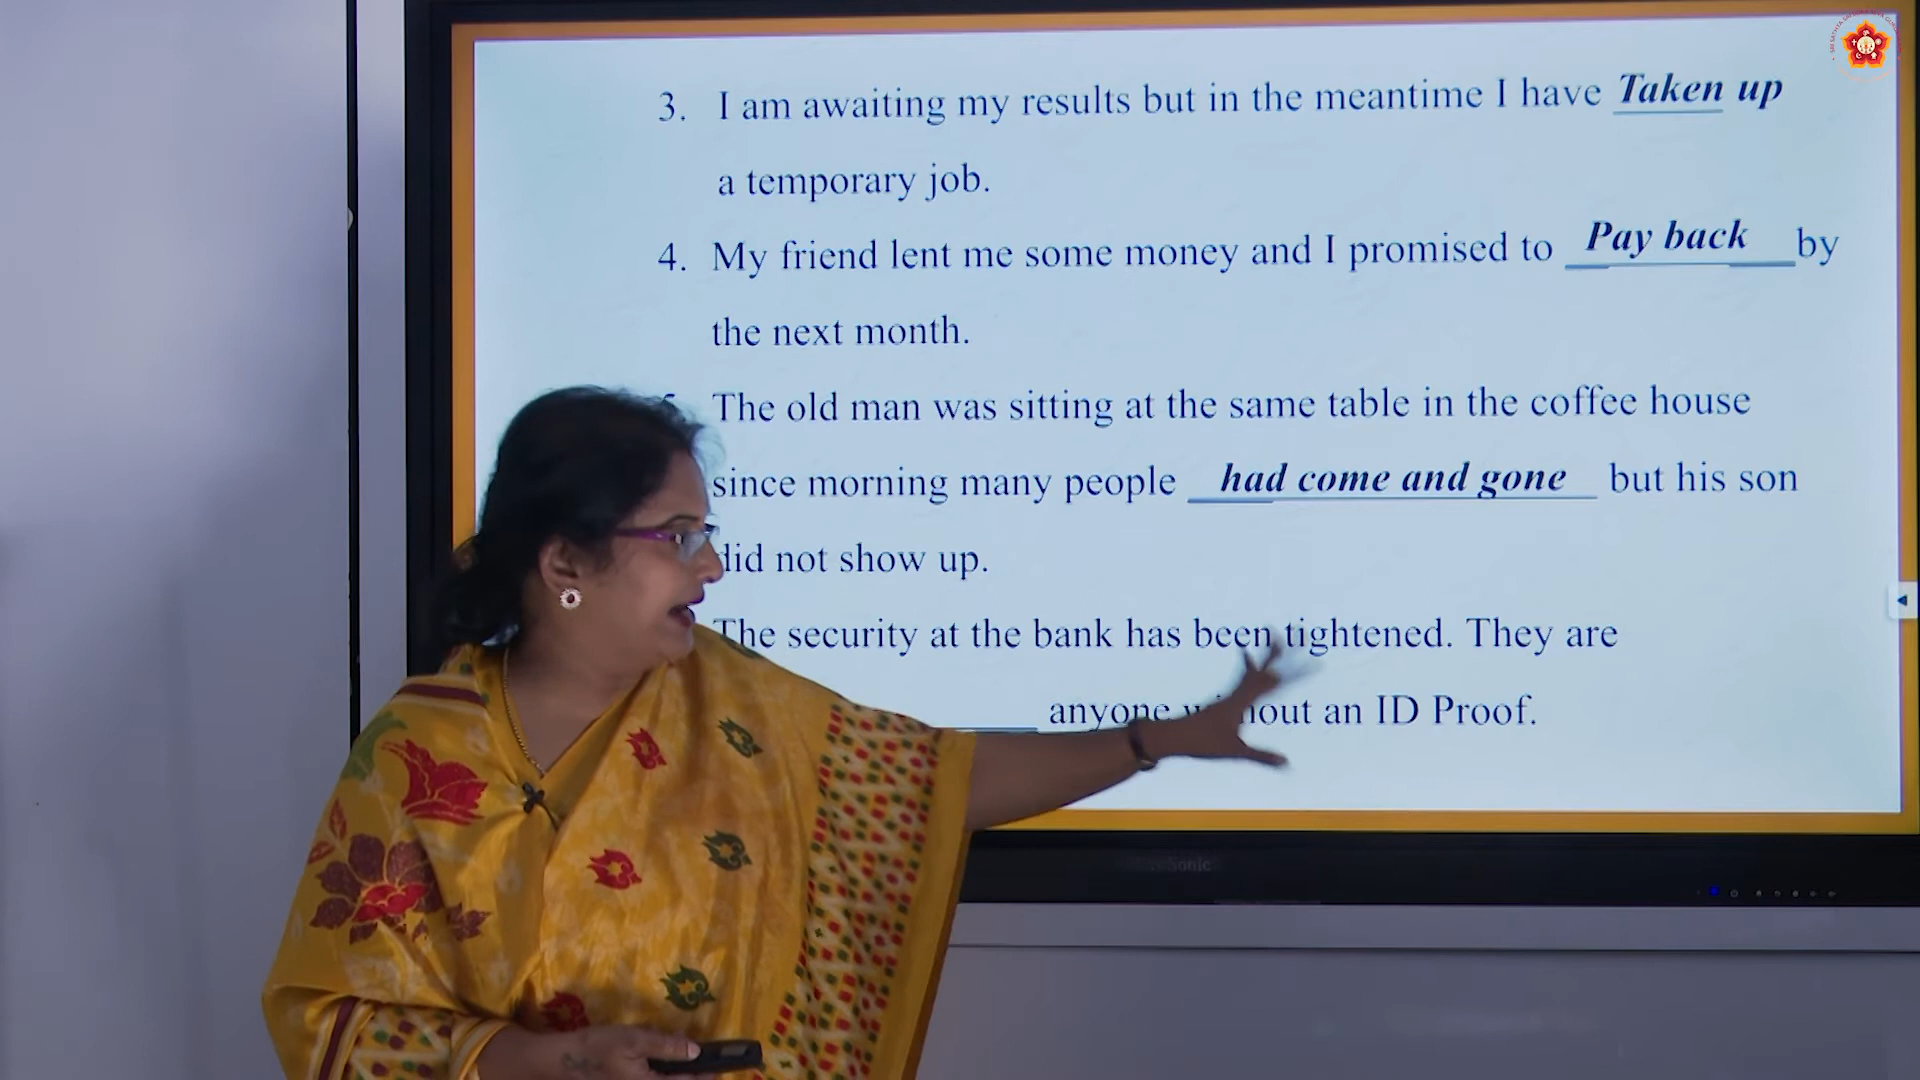 3. I am awaiting my results but in the meantime I have Taken up
a temporary job.
4. My friend lent me some money and I promised to Pay back by
the next month.
The old man was sitting at the same table in the coffee house
since morning many people had come and gone but his son
did not show up.
The security at the bank has been tightened. They are
anyone without an ID Proof.